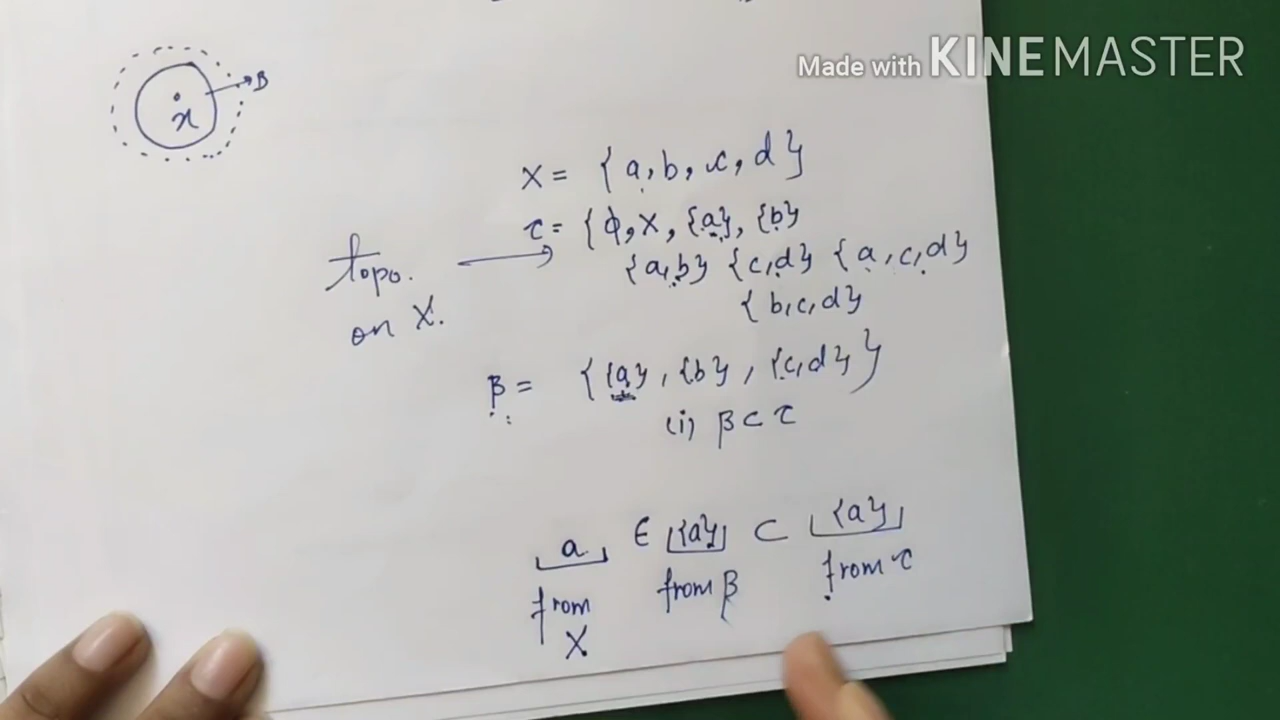 Made with KINEMASTER
B
x
X = { a, b, c, d }
τ = { ϕ, X, {a}, {b}
{a,b} {c,d} {a, c, d}
{ b, c, d}
topo.
on X.
β = { {a}, {b}, {c,d} }
(i) β ⊂ τ
a ∈ {a} ⊂ {a}
from X from β from τ